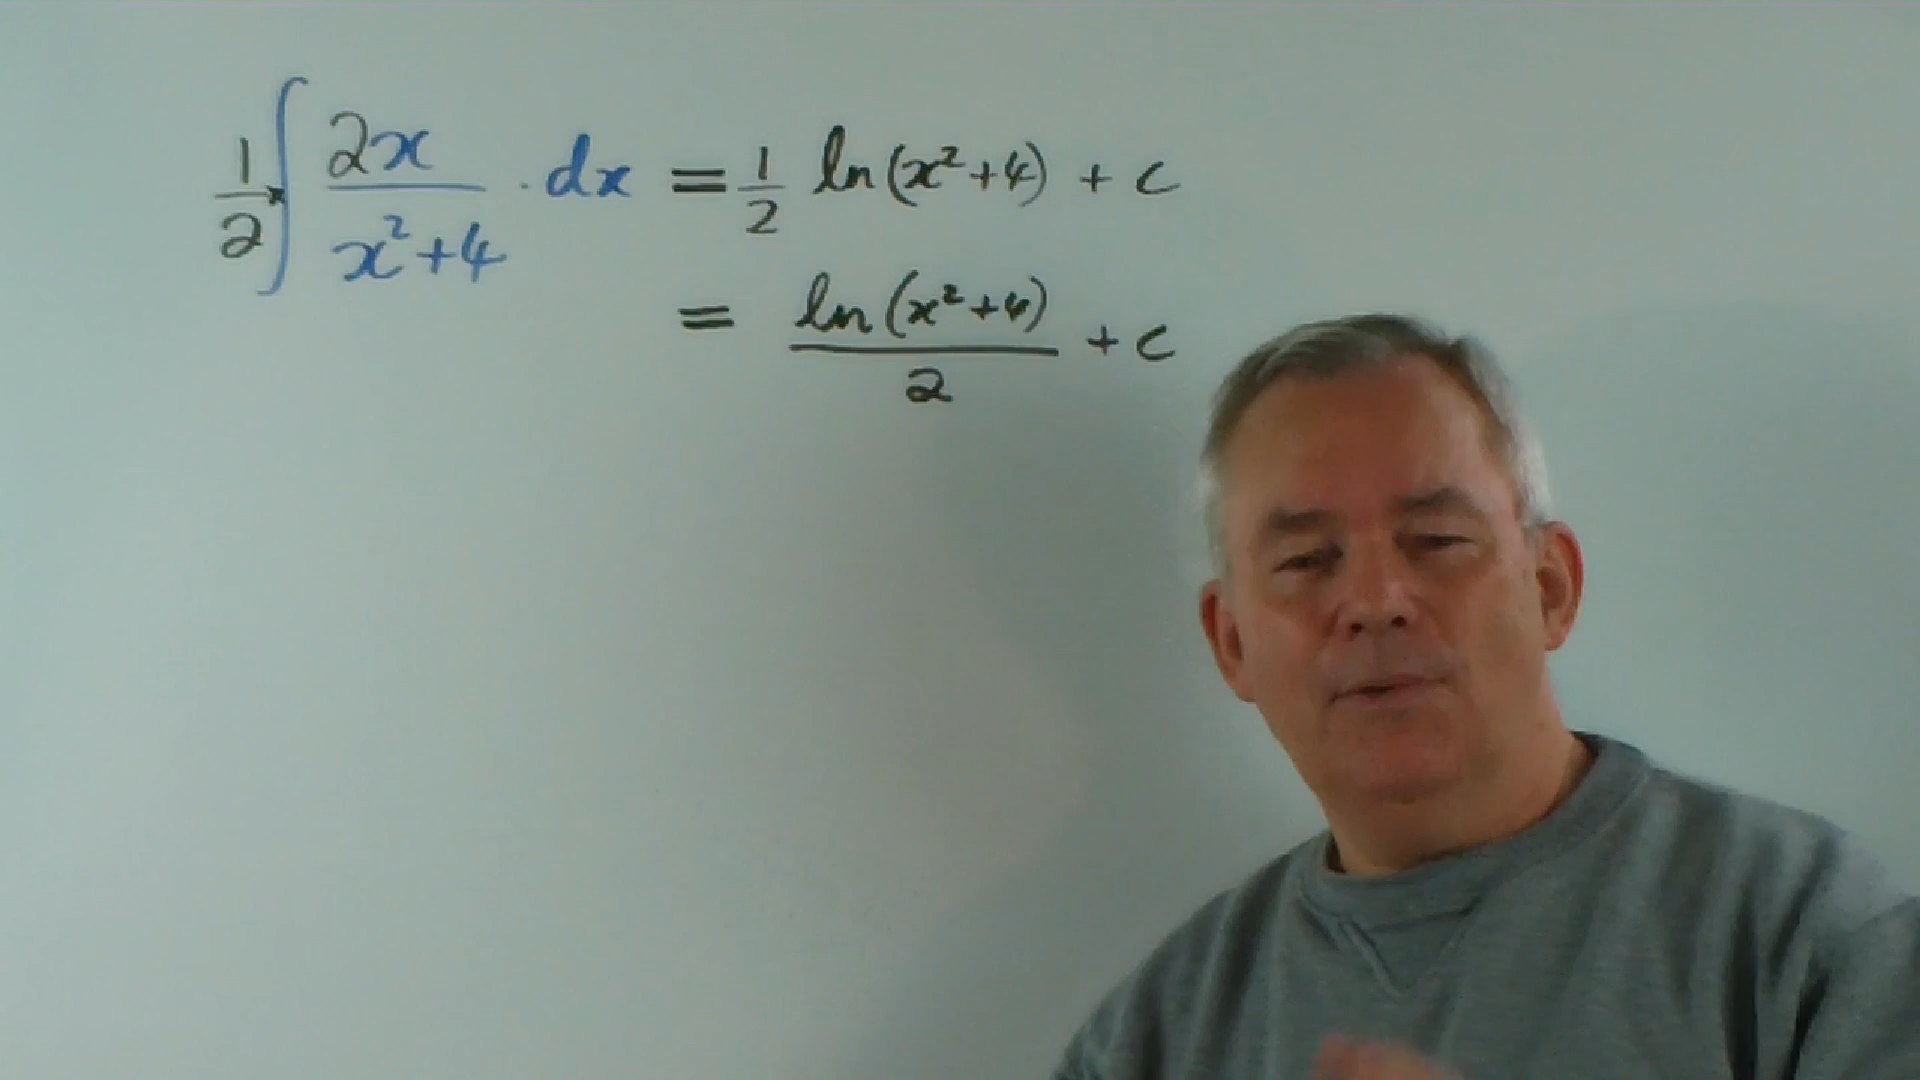 1/2 ∫ 2x/(x²+4) · dx = 1/2 ln(x²+4) + c
= ln(x²+4)/2 + c